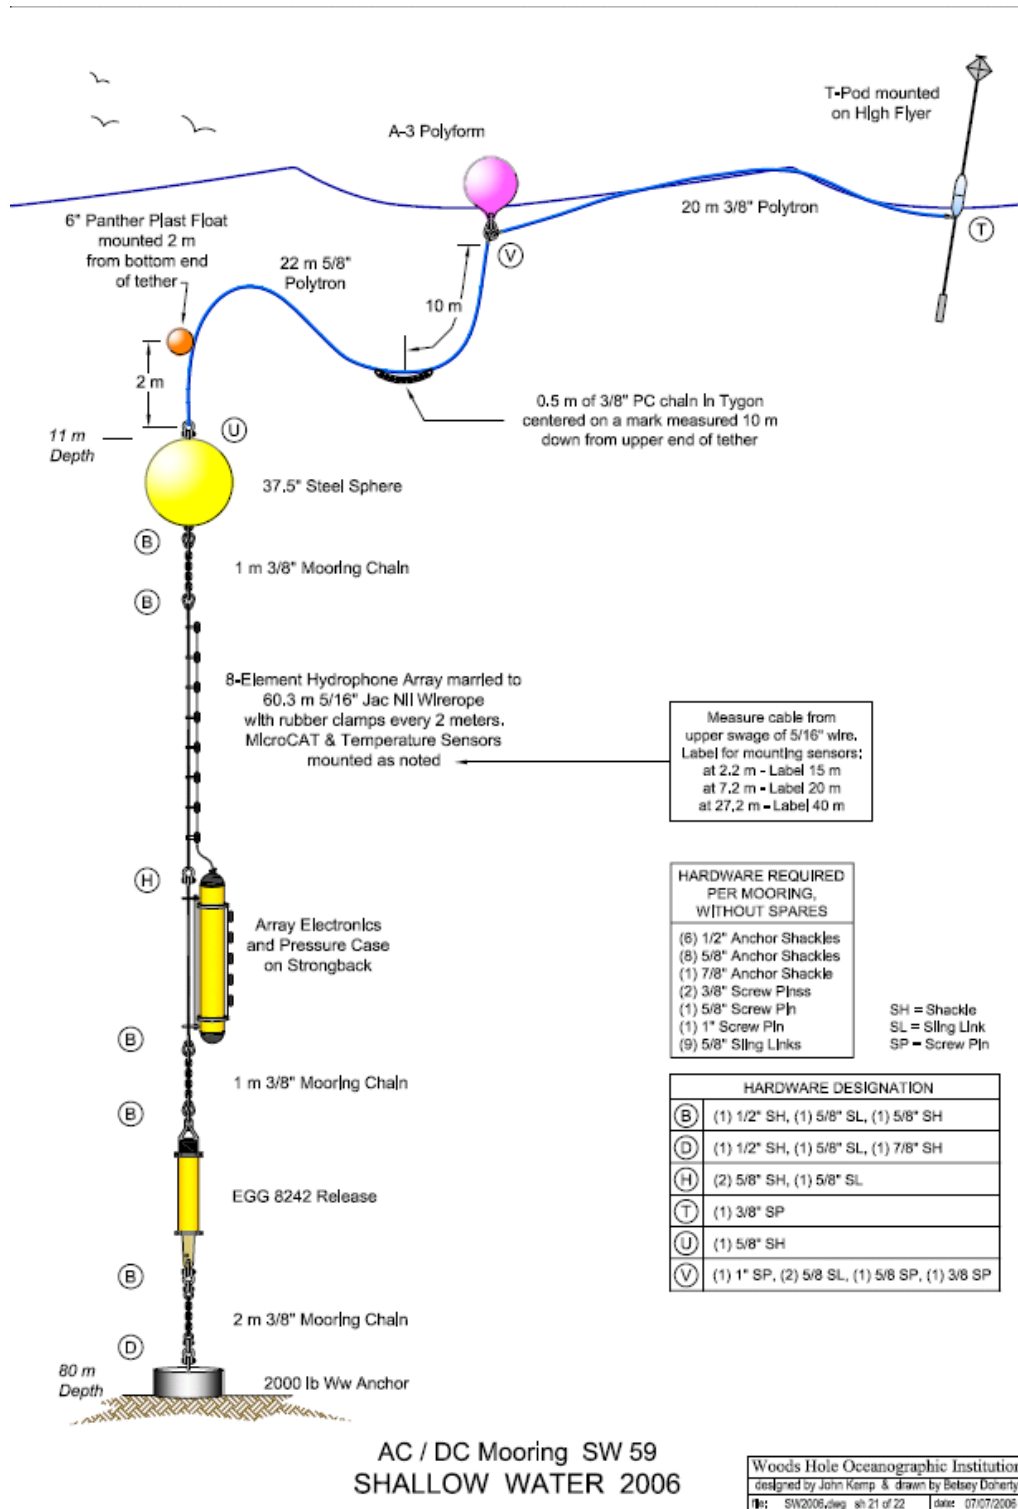 T-Pod mounted
on High Flyer
A-3 Polyform
6" Panther Plast Float
mounted 2 m
from bottom end
of tether
20 m 3/8" Polytron
T
22 m 5/8"
Polytron
V
10 m
2 m
0.5 m of 3/8" PC chain in Tygon
centered on a mark measured 10 m
down from upper end of tether
11 m
Depth
U
37.5" Steel Sphere
B
1 m 3/8" Mooring Chain
B
8-Element Hydrophone Array married to
60.3 m 5/16" Jac Nil Wirerope
with rubber clamps every 2 meters.
MicroCAT & Temperature Sensors
mounted as noted
Measure cable from
upper swage of 5/16" wire.
Label for mounting sensors:
at 2.2 m - Label 15 m
at 7.2 m - Label 20 m
at 27.2 m - Label 40 m
H
Array Electronics
and Pressure Case
on Strongback
HARDWARE REQUIRED
PER MOORING,
WITHOUT SPARES
(6) 1/2" Anchor Shackles
(8) 5/8" Anchor Shackles
(1) 7/8" Anchor Shackle
(2) 3/8" Screw Pinss
(1) 5/8" Screw Pin
(1) 1" Screw Pin
(9) 5/8" Sling Links
SH = Shackle
SL = Sling Link
SP = Screw Pin
B
1 m 3/8" Mooring Chain
B
HARDWARE DESIGNATION
B (1) 1/2" SH, (1) 5/8" SL, (1) 5/8" SH
D (1) 1/2" SH, (1) 5/8" SL, (1) 7/8" SH
H (2) 5/8" SH, (1) 5/8" SL
T (1) 3/8" SP
U (1) 5/8" SH
V (1) 1" SP, (2) 5/8 SL, (1) 5/8 SP, (1) 3/8 SP
EGG 8242 Release
B
2 m 3/8" Mooring Chain
D
80 m
Depth
2000 lb Ww Anchor
AC / DC Mooring SW 59
SHALLOW WATER 2006
Woods Hole Oceanographic Institution
designed by John Kemp & drawn by Betsey Doherty
file: SW2006.dwg sh 21 of 22 date: 07/07/2006